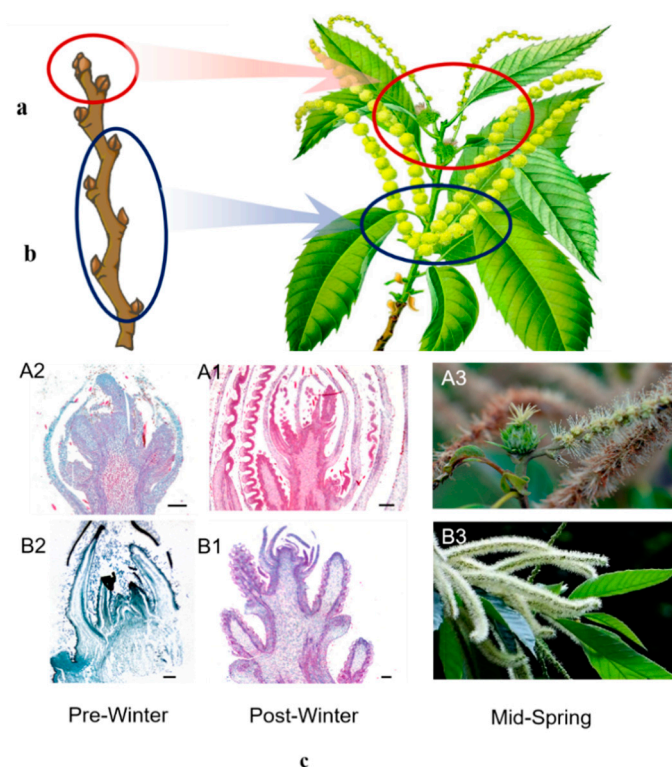 a
b
A2
A1
A3
B2
B1
B3
Pre-Winter
Post-Winter
Mid-Spring
c